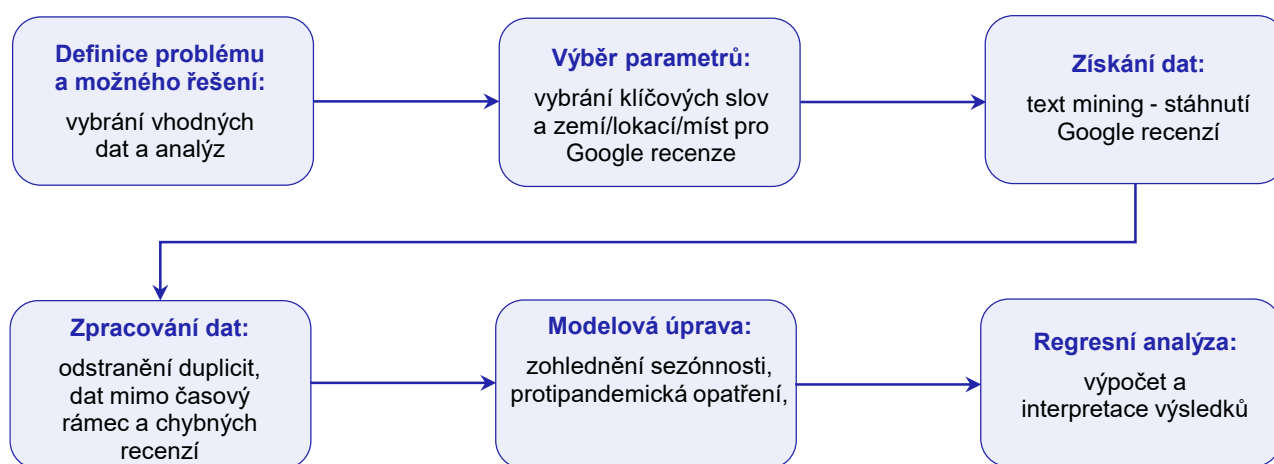 Definice problému
a možného řešení:
vybrání vhodných
dat a analýz
Výběr parametrů:
vybrání klíčových slov
a zemí/lokací/míst pro
Google recenze
Získání dat:
text mining - stáhnutí
Google recenzí
Zpracování dat:
odstranění duplicit,
dat mimo časový
rámec a chybných
recenzí
Modelová úprava:
zohlednění sezónnosti,
protipandemická opatření,
Regresní analýza:
výpočet a
interpretace výsledků